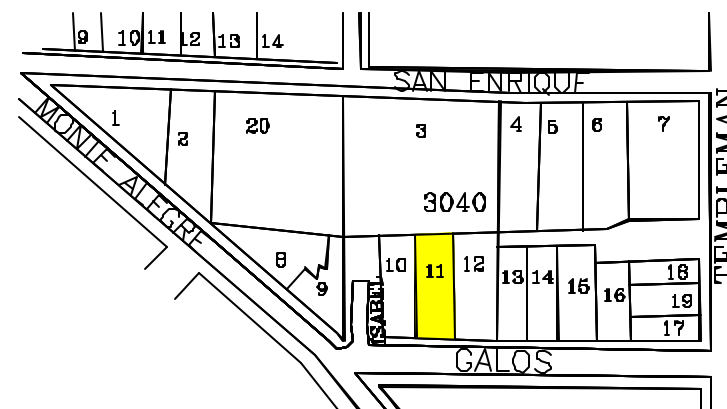 9 10 11 12 13 14
SAN ENRIQUE
1 2 20 3 4 5 6 7
MONTE ALEGRE
TEMPLEMAN
3040
8 9 10 11 12 13 14 15 16 18
19
17
ISABEL
GALOS